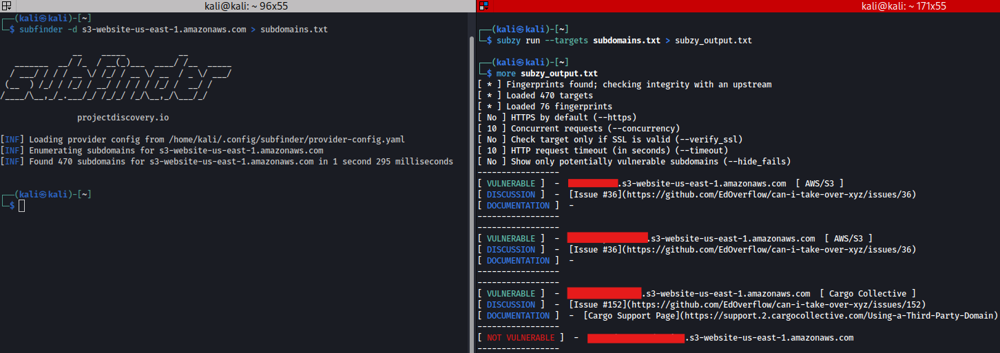 kali@kali: ~ 96x55
┌──(kali㉿kali)-[~]
└─$ subfinder -d s3-website-us-east-1.amazonaws.com > subdomains.txt
               __    _____           __
   _______  __/ /_  / __(_)___  ____/ /__  _____
  / ___/ / / / __ \/ /_/ / __ \/ __  / _ \/ ___/
 (__  ) /_/ / /_/ / __/ / / / / /_/ /  __/ /
/____/\__,_/_.___/_/ /_/_/ /_/\__,_/\___/_/
projectdiscovery.io
[INF] Loading provider config from /home/kali/.config/subfinder/provider-config.yaml
[INF] Enumerating subdomains for s3-website-us-east-1.amazonaws.com
[INF] Found 470 subdomains for s3-website-us-east-1.amazonaws.com in 1 second 295 milliseconds
┌──(kali㉿kali)-[~]
└─$
kali@kali: ~ 171x55
┌──(kali㉿kali)-[~]
└─$ subzy run --targets subdomains.txt > subzy_output.txt
┌──(kali㉿kali)-[~]
└─$ more subzy_output.txt
[ * ] Fingerprints found; checking integrity with an upstream
[ * ] Loaded 470 targets
[ * ] Loaded 76 fingerprints
[ No ] HTTPS by default (--https)
[ 10 ] Concurrent requests (--concurrency)
[ No ] Check target only if SSL is valid (--verify_ssl)
[ 10 ] HTTP request timeout (in seconds) (--timeout)
[ No ] Show only potentially vulnerable subdomains (--hide_fails)
-----------------
[ VULNERABLE ]  -  .s3-website-us-east-1.amazonaws.com  [ AWS/S3 ]
[ DISCUSSION ]  -  [Issue #36](https://github.com/EdOverflow/can-i-take-over-xyz/issues/36)
[ DOCUMENTATION ]  -
-----------------
-----------------
[ VULNERABLE ]  -  .s3-website-us-east-1.amazonaws.com  [ AWS/S3 ]
[ DISCUSSION ]  -  [Issue #36](https://github.com/EdOverflow/can-i-take-over-xyz/issues/36)
[ DOCUMENTATION ]  -
-----------------
-----------------
[ VULNERABLE ]  -  .s3-website-us-east-1.amazonaws.com  [ Cargo Collective ]
[ DISCUSSION ]  -  [Issue #152](https://github.com/EdOverflow/can-i-take-over-xyz/issues/152)
[ DOCUMENTATION ]  -  [Cargo Support Page](https://support.2.cargocollective.com/Using-a-Third-Party-Domain)
-----------------
[ NOT VULNERABLE ]  -  .s3-website-us-east-1.amazonaws.com
-----------------